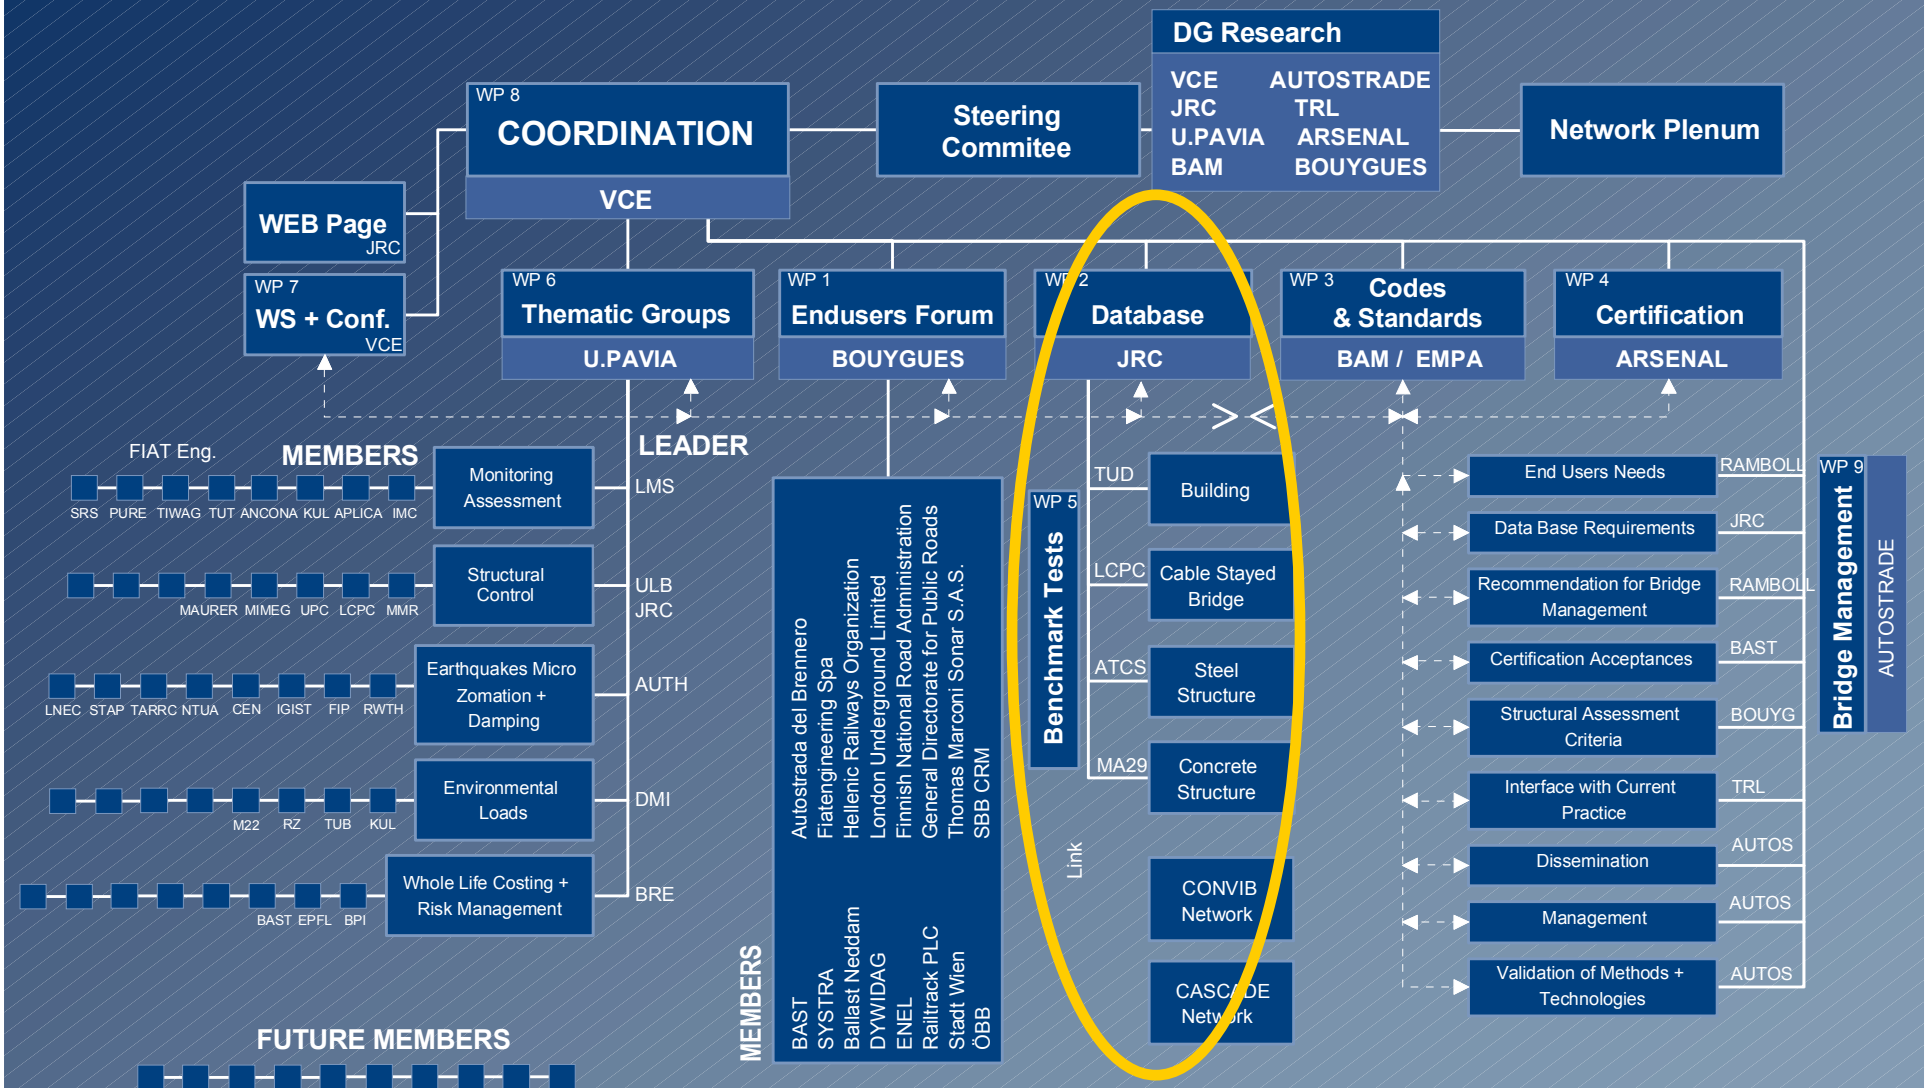 DG Research
VCE AUTOSTRADE
JRC TRL
U.PAVIA ARSENAL
BAM BOUYGUES
WP 8
COORDINATION
VCE
Steering
Commitee
Network Plenum
WEB Page
JRC
WP 7
WS + Conf.
VCE
WP 6
Thematic Groups
U.PAVIA
WP 1
Endusers Forum
BOUYGUES
WP 2
Database
JRC
WP 3
Codes
& Standards
BAM / EMPA
WP 4
Certification
ARSENAL
LEADER
FIAT Eng.
MEMBERS
SRS PURE TIWAG TUT ANCONA KUL APLICA IMC
Monitoring
Assessment
LMS
MAURER MIMEG UPC LCPC MMR
Structural
Control
ULB
JRC
LNEC STAP TARRC NTUA CEN IGIST FIP RWTH
Earthquakes Micro
Zomation +
Damping
AUTH
M22 RZ TUB KUL
Environmental
Loads
DMI
BAST EPFL BPI
Whole Life Costing +
Risk Management
BRE
FUTURE MEMBERS
MEMBERS
Autostrada del Brennero
Fiatengineering Spa
Hellenic Railways Organization
London Underground Limited
Finnish National Road Administration
General Directorate for Public Roads
Thomas Marconi Sonar S.A.S.
SBB CRM
BAST
SYSTRA
Ballast Neddam
DYWIDAG
ENEL
Railtrack PLC
Stadt Wien
ÖBB
WP 5
Benchmark Tests
TUD
Building
LCPC
Cable Stayed
Bridge
ATCS
Steel
Structure
MA29
Concrete
Structure
Link
CONVIB
Network
CASCADE
Network
End Users Needs
RAMBOLL
Data Base Requirements
JRC
Recommendation for Bridge
Management
RAMBOLL
Certification Acceptances
BAST
Structural Assessment
Criteria
BOUYG
Interface with Current
Practice
TRL
Dissemination
AUTOS
Management
AUTOS
Validation of Methods +
Technologies
AUTOS
WP 9
Bridge Management
AUTOSTRADE